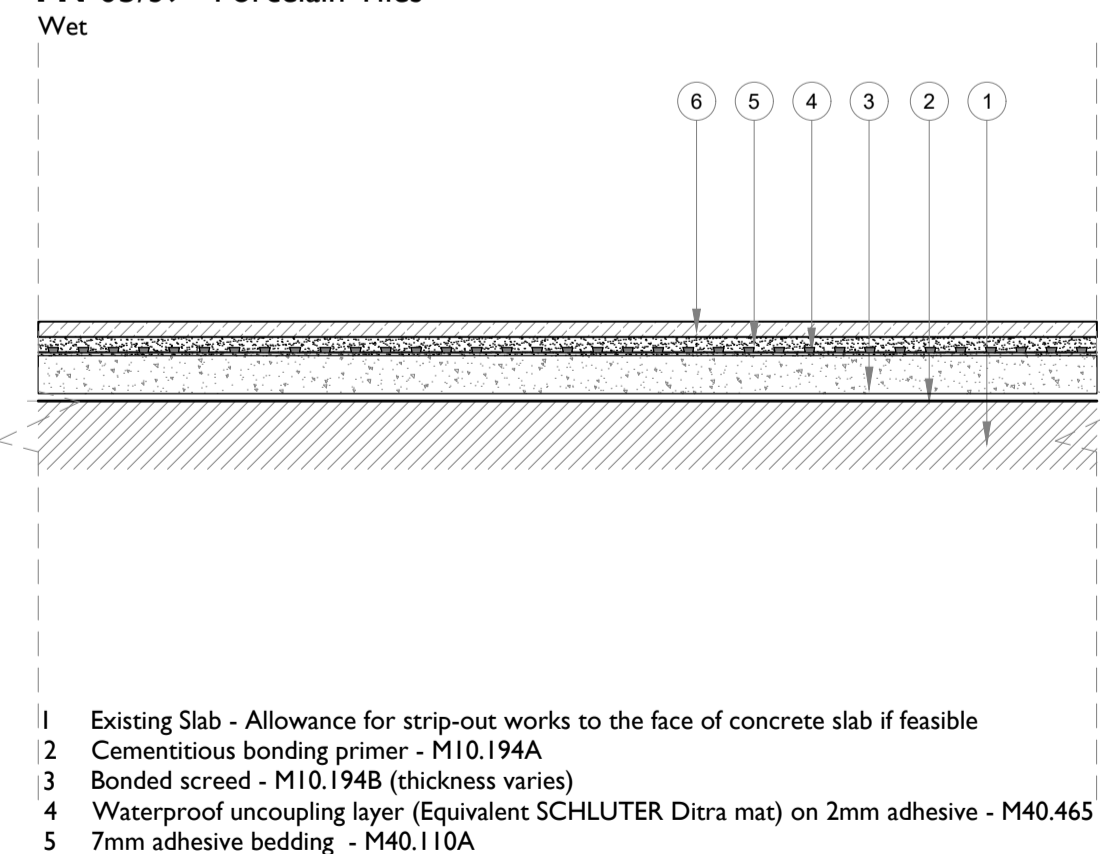 Wet
6 5 4 3 2 1
1 Existing Slab - Allowance for strip-out works to the face of concrete slab if feasible
2 Cementitious bonding primer - M10.194A
3 Bonded screed - M10.194B (thickness varies)
4 Waterproof uncoupling layer (Equivalent SCHLUTER Ditra mat) on 2mm adhesive - M40.465
5 7mm adhesive bedding - M40.110A